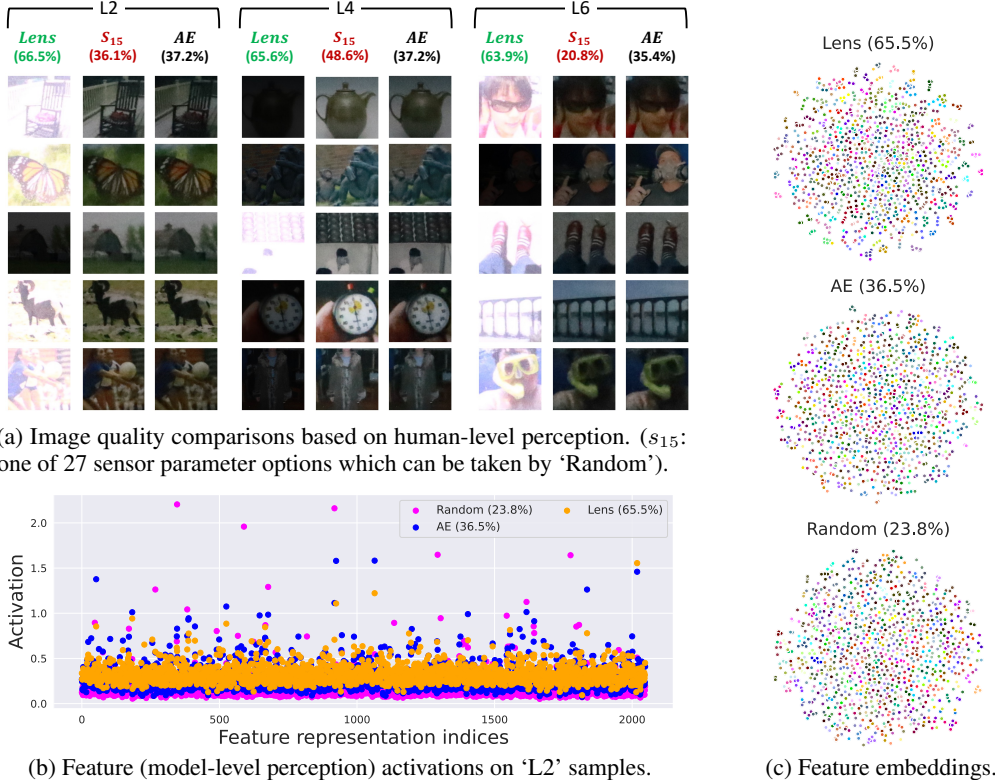 L2
L4
L6
Lens S15 AE
(66.5%) (36.1%) (37.2%)
Lens S15 AE
(65.6%) (48.6%) (37.2%)
Lens S15 AE
(63.9%) (20.8%) (35.4%)
(a) Image quality comparisons based on human-level perception. (s15:
one of 27 sensor parameter options which can be taken by ‘Random’).
Activation
2.0
1.5
1.0
0.5
0.0
Random (23.8%)
AE (36.5%)
Lens (65.5%)
0 500 1000 1500 2000
Feature representation indices
(b) Feature (model-level perception) activations on ‘L2’ samples.
Lens (65.5%)
AE (36.5%)
Random (23.8%)
(c) Feature embeddings.